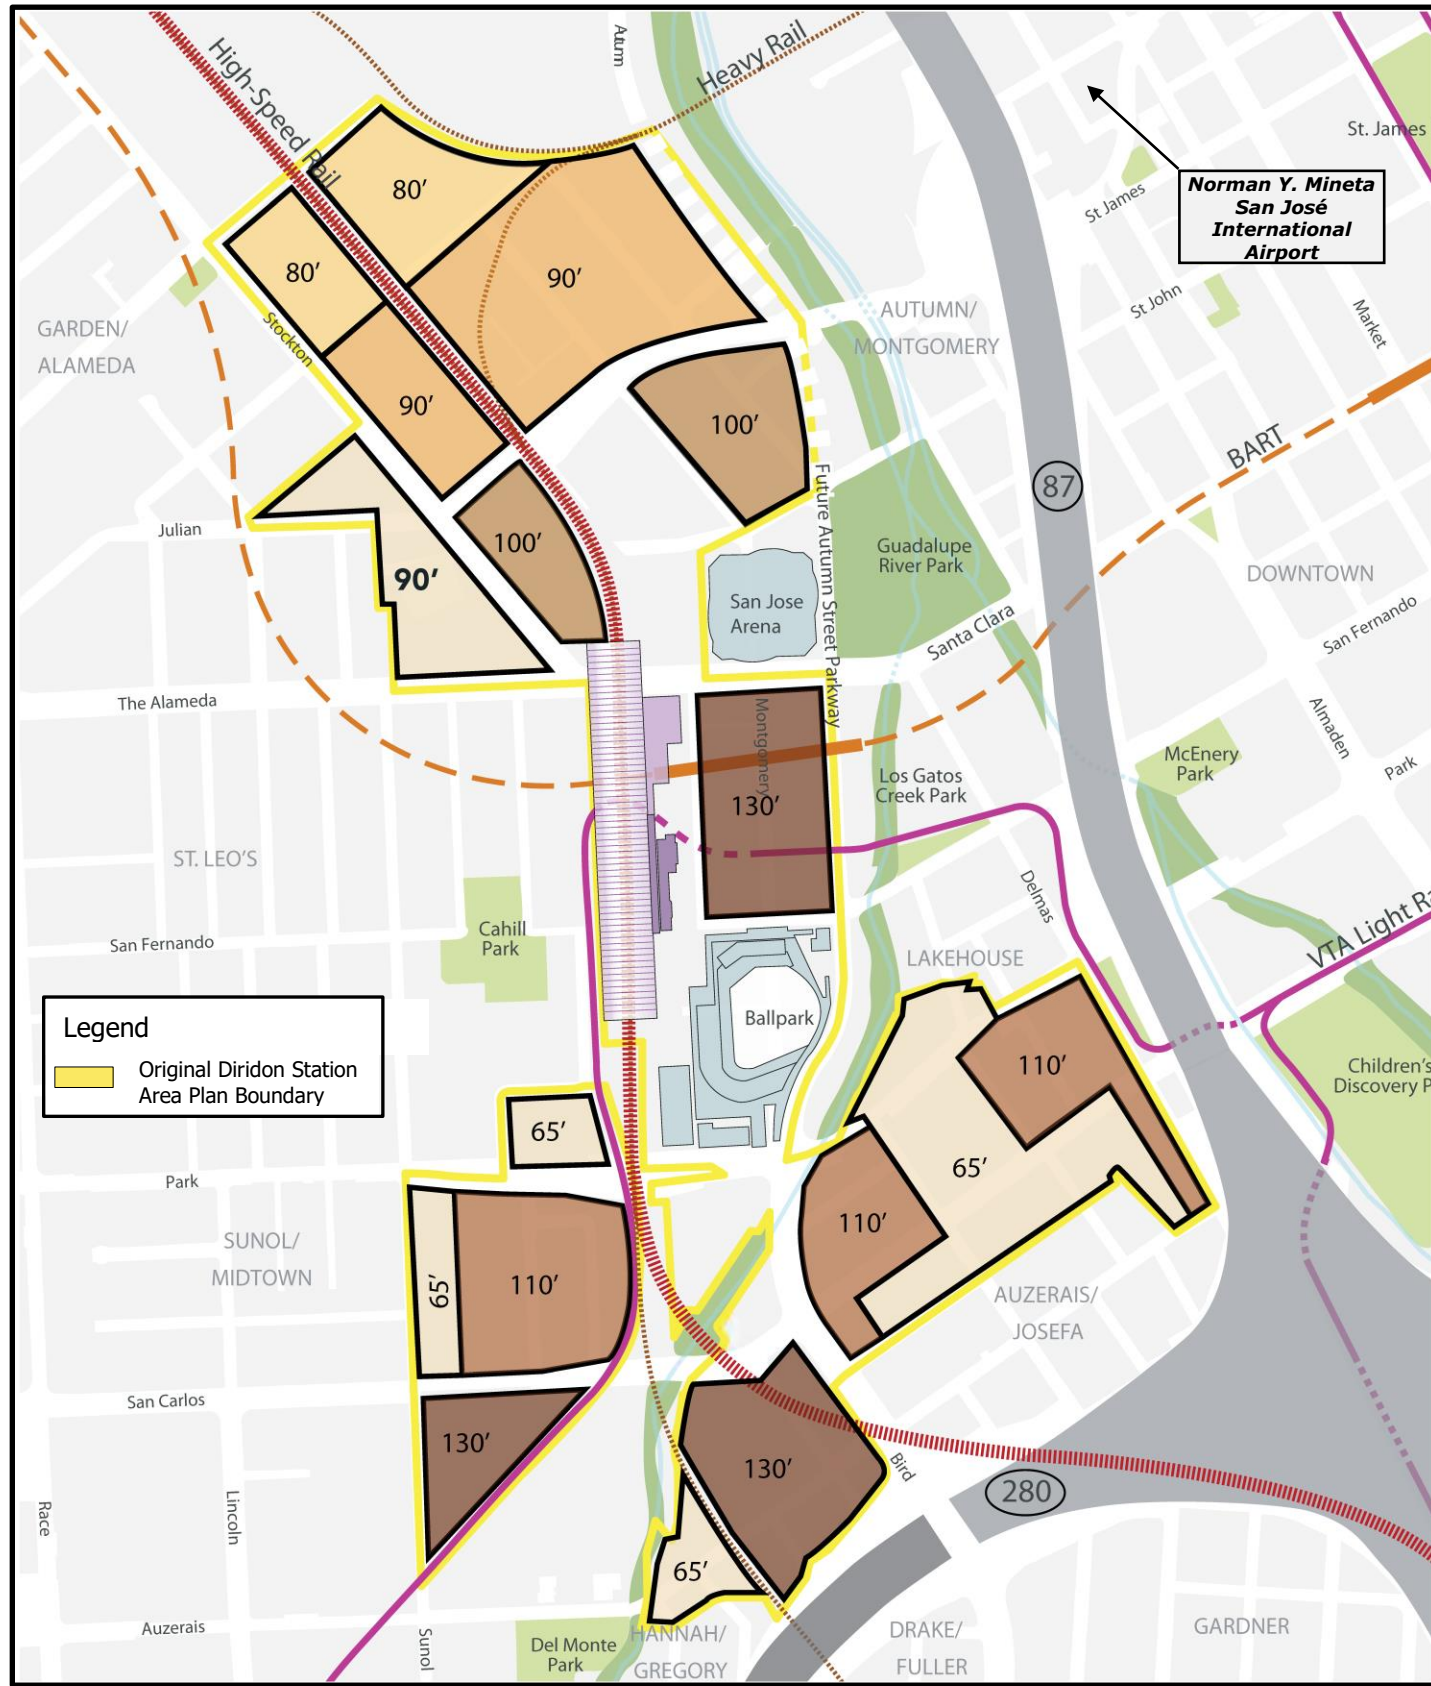 High-Speed Rail
Autumn
Heavy Rail
St. James
Norman Y. Mineta
San José
International
Airport
St James
St John
Market
80'
80'
90'
GARDEN/
ALAMEDA
Stockton
AUTUMN/
MONTGOMERY
90'
100'
BART
87
Future Autumn Street Parkway
Julian
100'
90'
Guadalupe
River Park
DOWNTOWN
San Jose
Arena
Santa Clara
San Fernando
The Alameda
Montgomery
Almaden
McEnery
Park
Park
Los Gatos
Creek Park
130'
ST. LEO'S
Delmas
Cahill
Park
San Fernando
VTA Light Ra
LAKEHOUSE
Legend
Original Diridon Station
Area Plan Boundary
Ballpark
110'
Children's
Discovery P
65'
65'
Park
110'
SUNOL/
MIDTOWN
65'
110'
AUZERAIS/
JOSEFA
San Carlos
130'
130'
Bird
280
Race
Lincoln
65'
Auzerais
Sunol
Del Monte
Park
HANNAH/
GREGORY
DRAKE/
FULLER
GARDNER